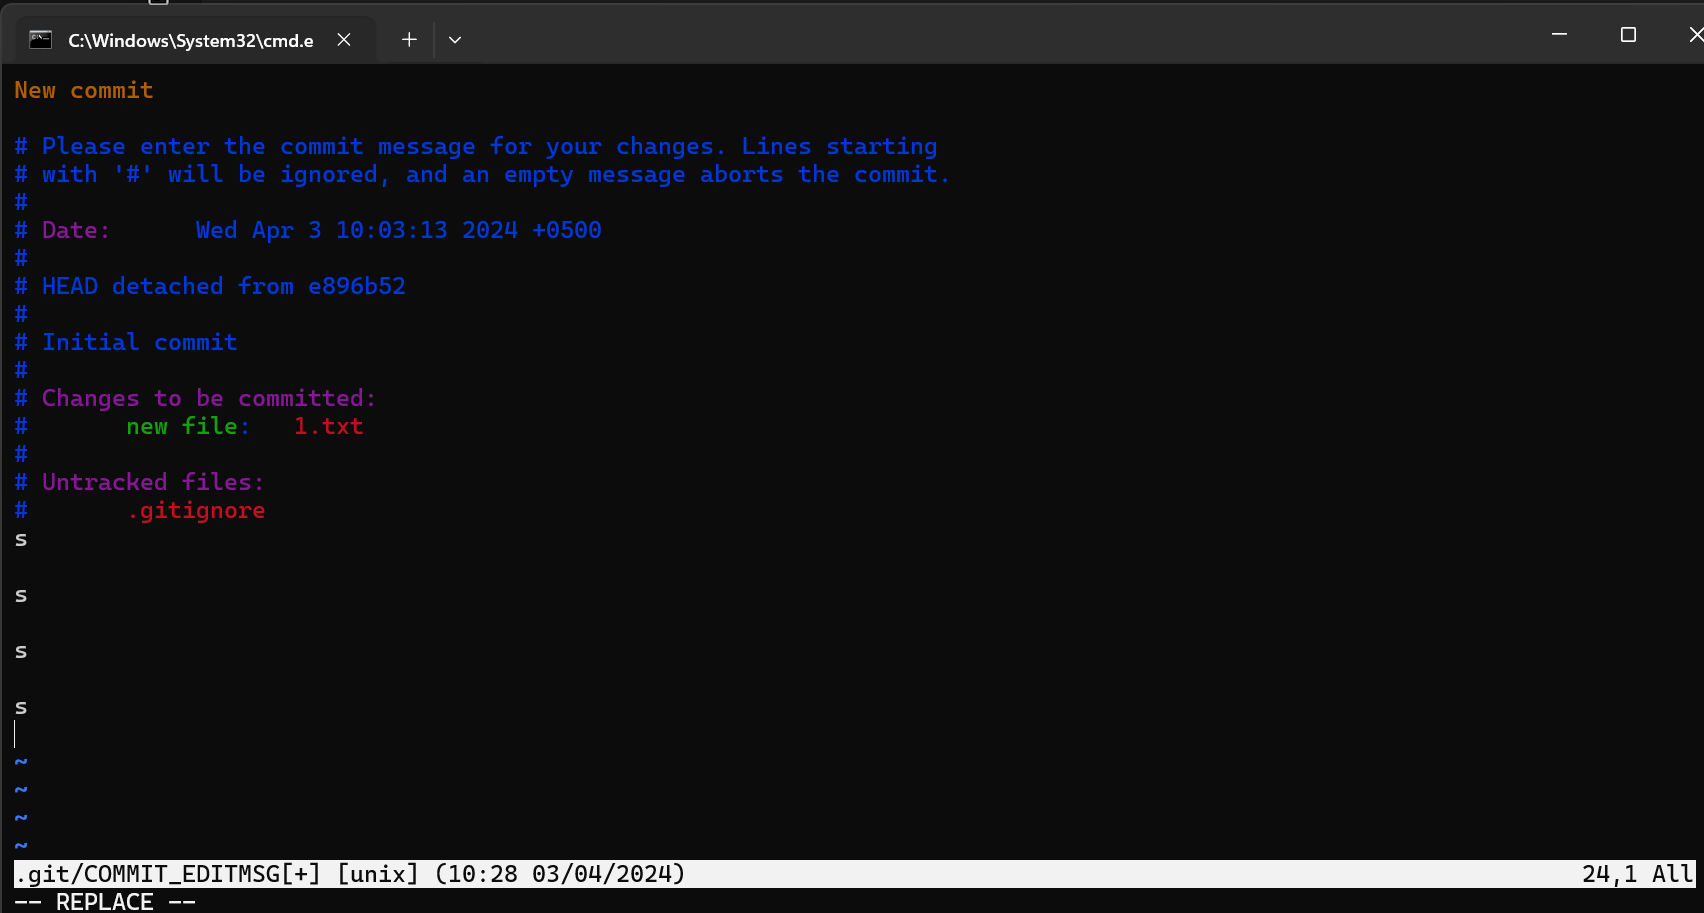 C:\Windows\System32\cmd.e
New commit
# Please enter the commit message for your changes. Lines starting
# with '#' will be ignored, and an empty message aborts the commit.
#
# Date:      Wed Apr 3 10:03:13 2024 +0500
#
# HEAD detached from e896b52
#
# Initial commit
#
# Changes to be committed:
#       new file:   1.txt
#
# Untracked files:
#       .gitignore
s
s
s
s
~
~
~
~
.git/COMMIT_EDITMSG[+] [unix] (10:28 03/04/2024) 24,1 All
-- REPLACE --